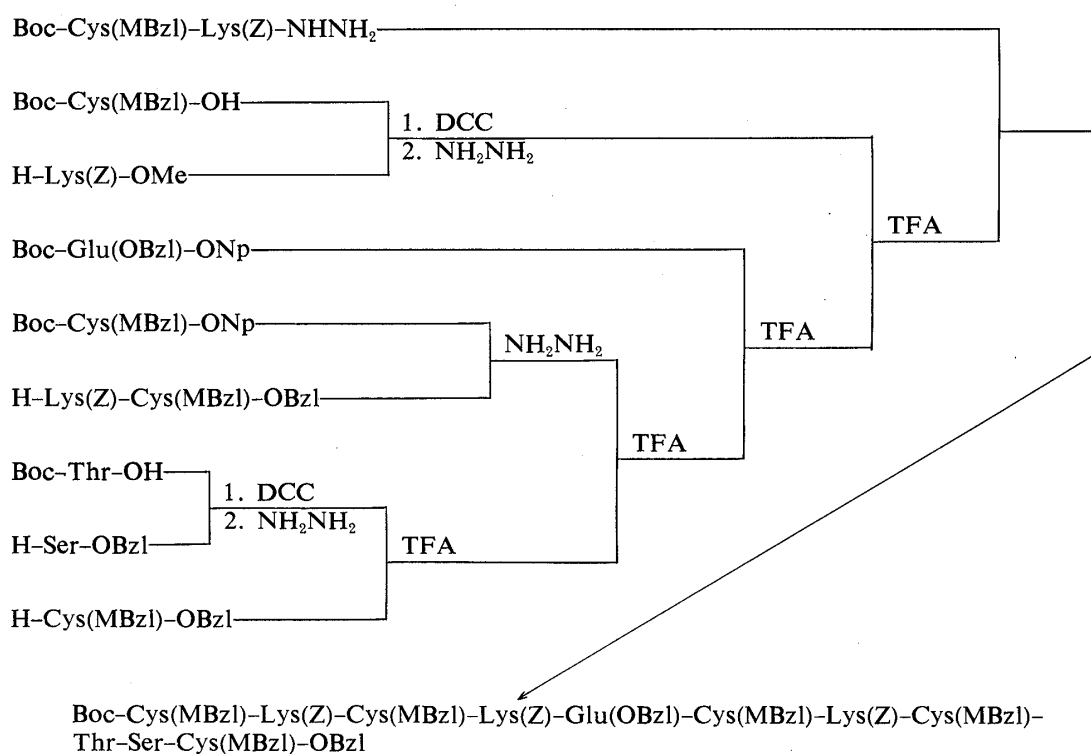 Boc–Cys(MBzl)–Lys(Z)–NHNH₂
Boc–Cys(MBzl)–OH
1. DCC
2. NH₂NH₂
H–Lys(Z)–OMe
TFA
Boc–Glu(OBzl)–ONp
Boc–Cys(MBzl)–ONp
NH₂NH₂
TFA
H–Lys(Z)–Cys(MBzl)–OBzl
TFA
Boc–Thr–OH
1. DCC
2. NH₂NH₂
H–Ser–OBzl
TFA
H–Cys(MBzl)–OBzl
Boc–Cys(MBzl)–Lys(Z)–Cys(MBzl)–Lys(Z)–Glu(OBzl)–Cys(MBzl)–Lys(Z)–Cys(MBzl)–
Thr–Ser–Cys(MBzl)–OBzl